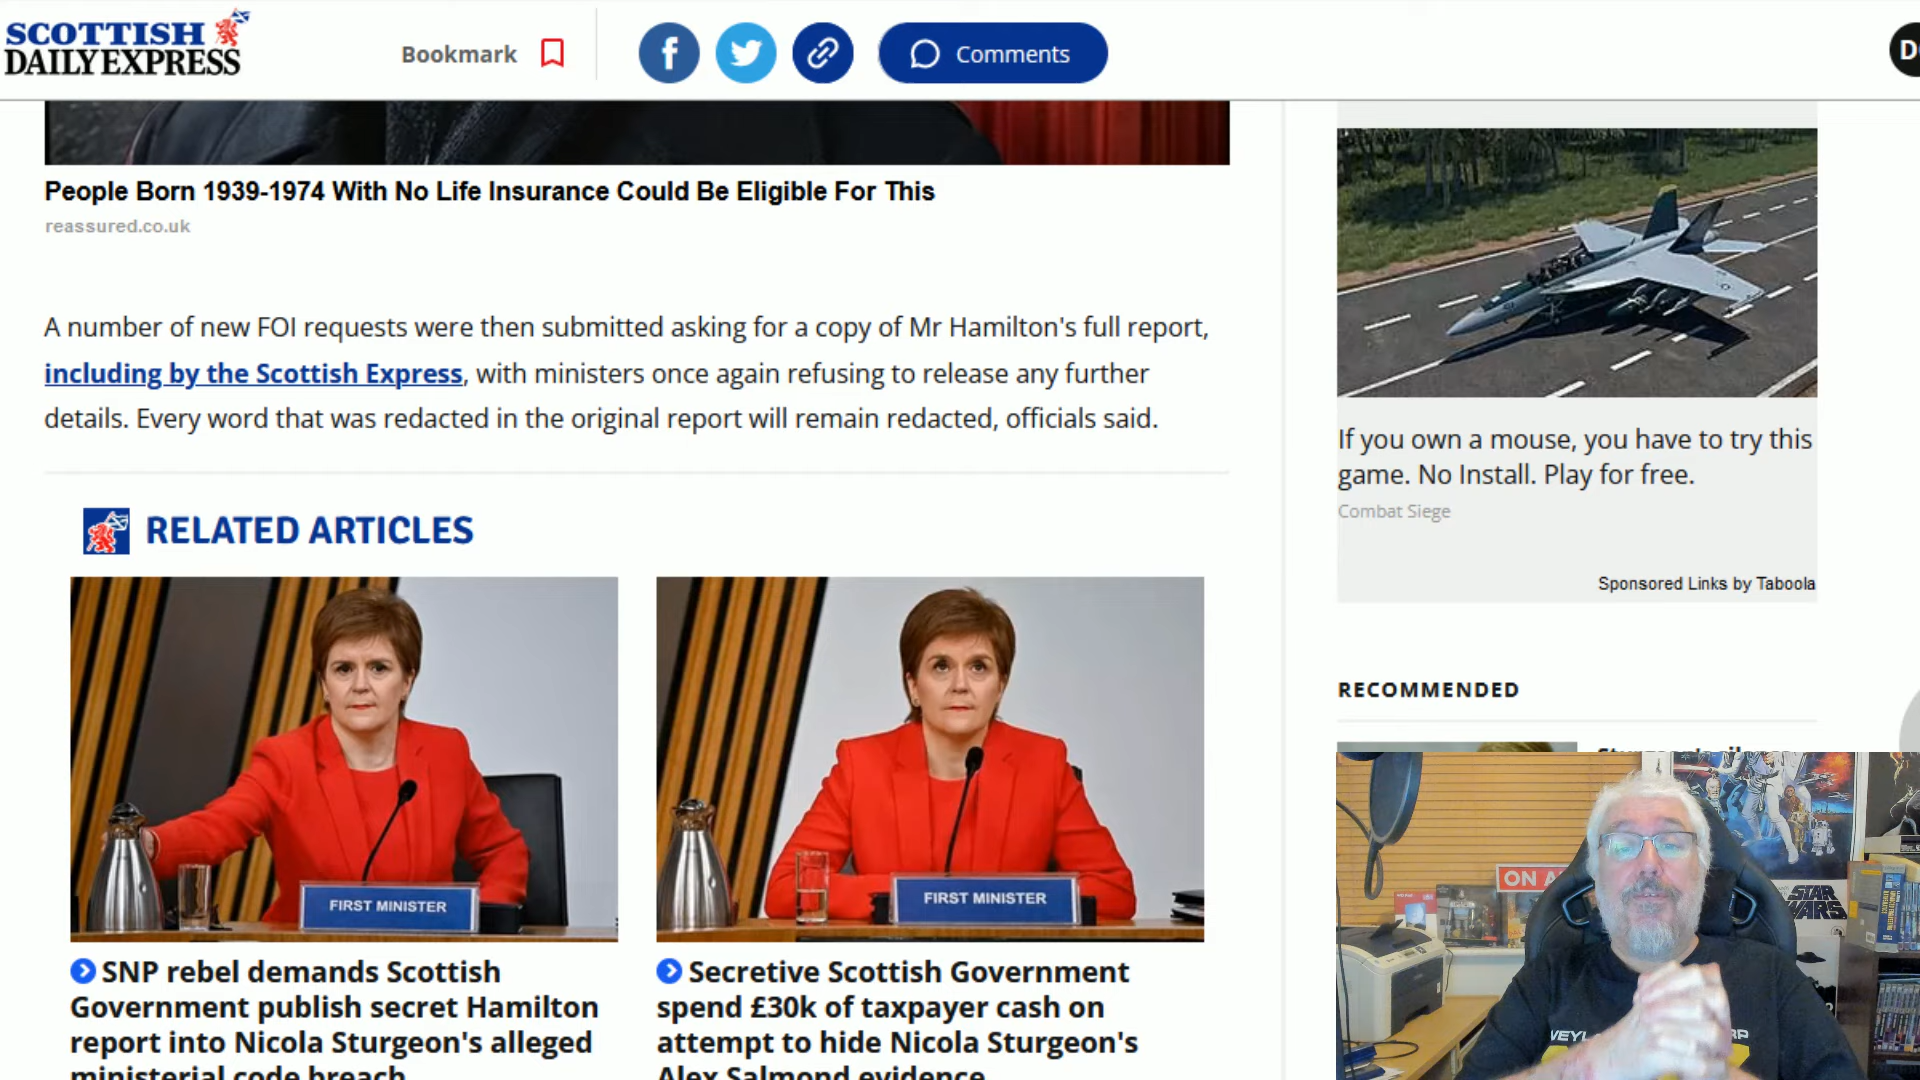 SCOTTISH
DAILY EXPRESS
Bookmark
Comments
People Born 1939-1974 With No Life Insurance Could Be Eligible For This
reassured.co.uk
A number of new FOI requests were then submitted asking for a copy of Mr Hamilton's full report,
including by the Scottish Express, with ministers once again refusing to release any further
details. Every word that was redacted in the original report will remain redacted, officials said.
RELATED ARTICLES
FIRST MINISTER
SNP rebel demands Scottish
Government publish secret Hamilton
report into Nicola Sturgeon's alleged
ministerial code breach
FIRST MINISTER
Secretive Scottish Government
spend £30k of taxpayer cash on
attempt to hide Nicola Sturgeon's
Alex Salmond evidence
If you own a mouse, you have to try this
game. No Install. Play for free.
Combat Siege
Sponsored Links by Taboola
RECOMMENDED
ON A
STAR
WARS